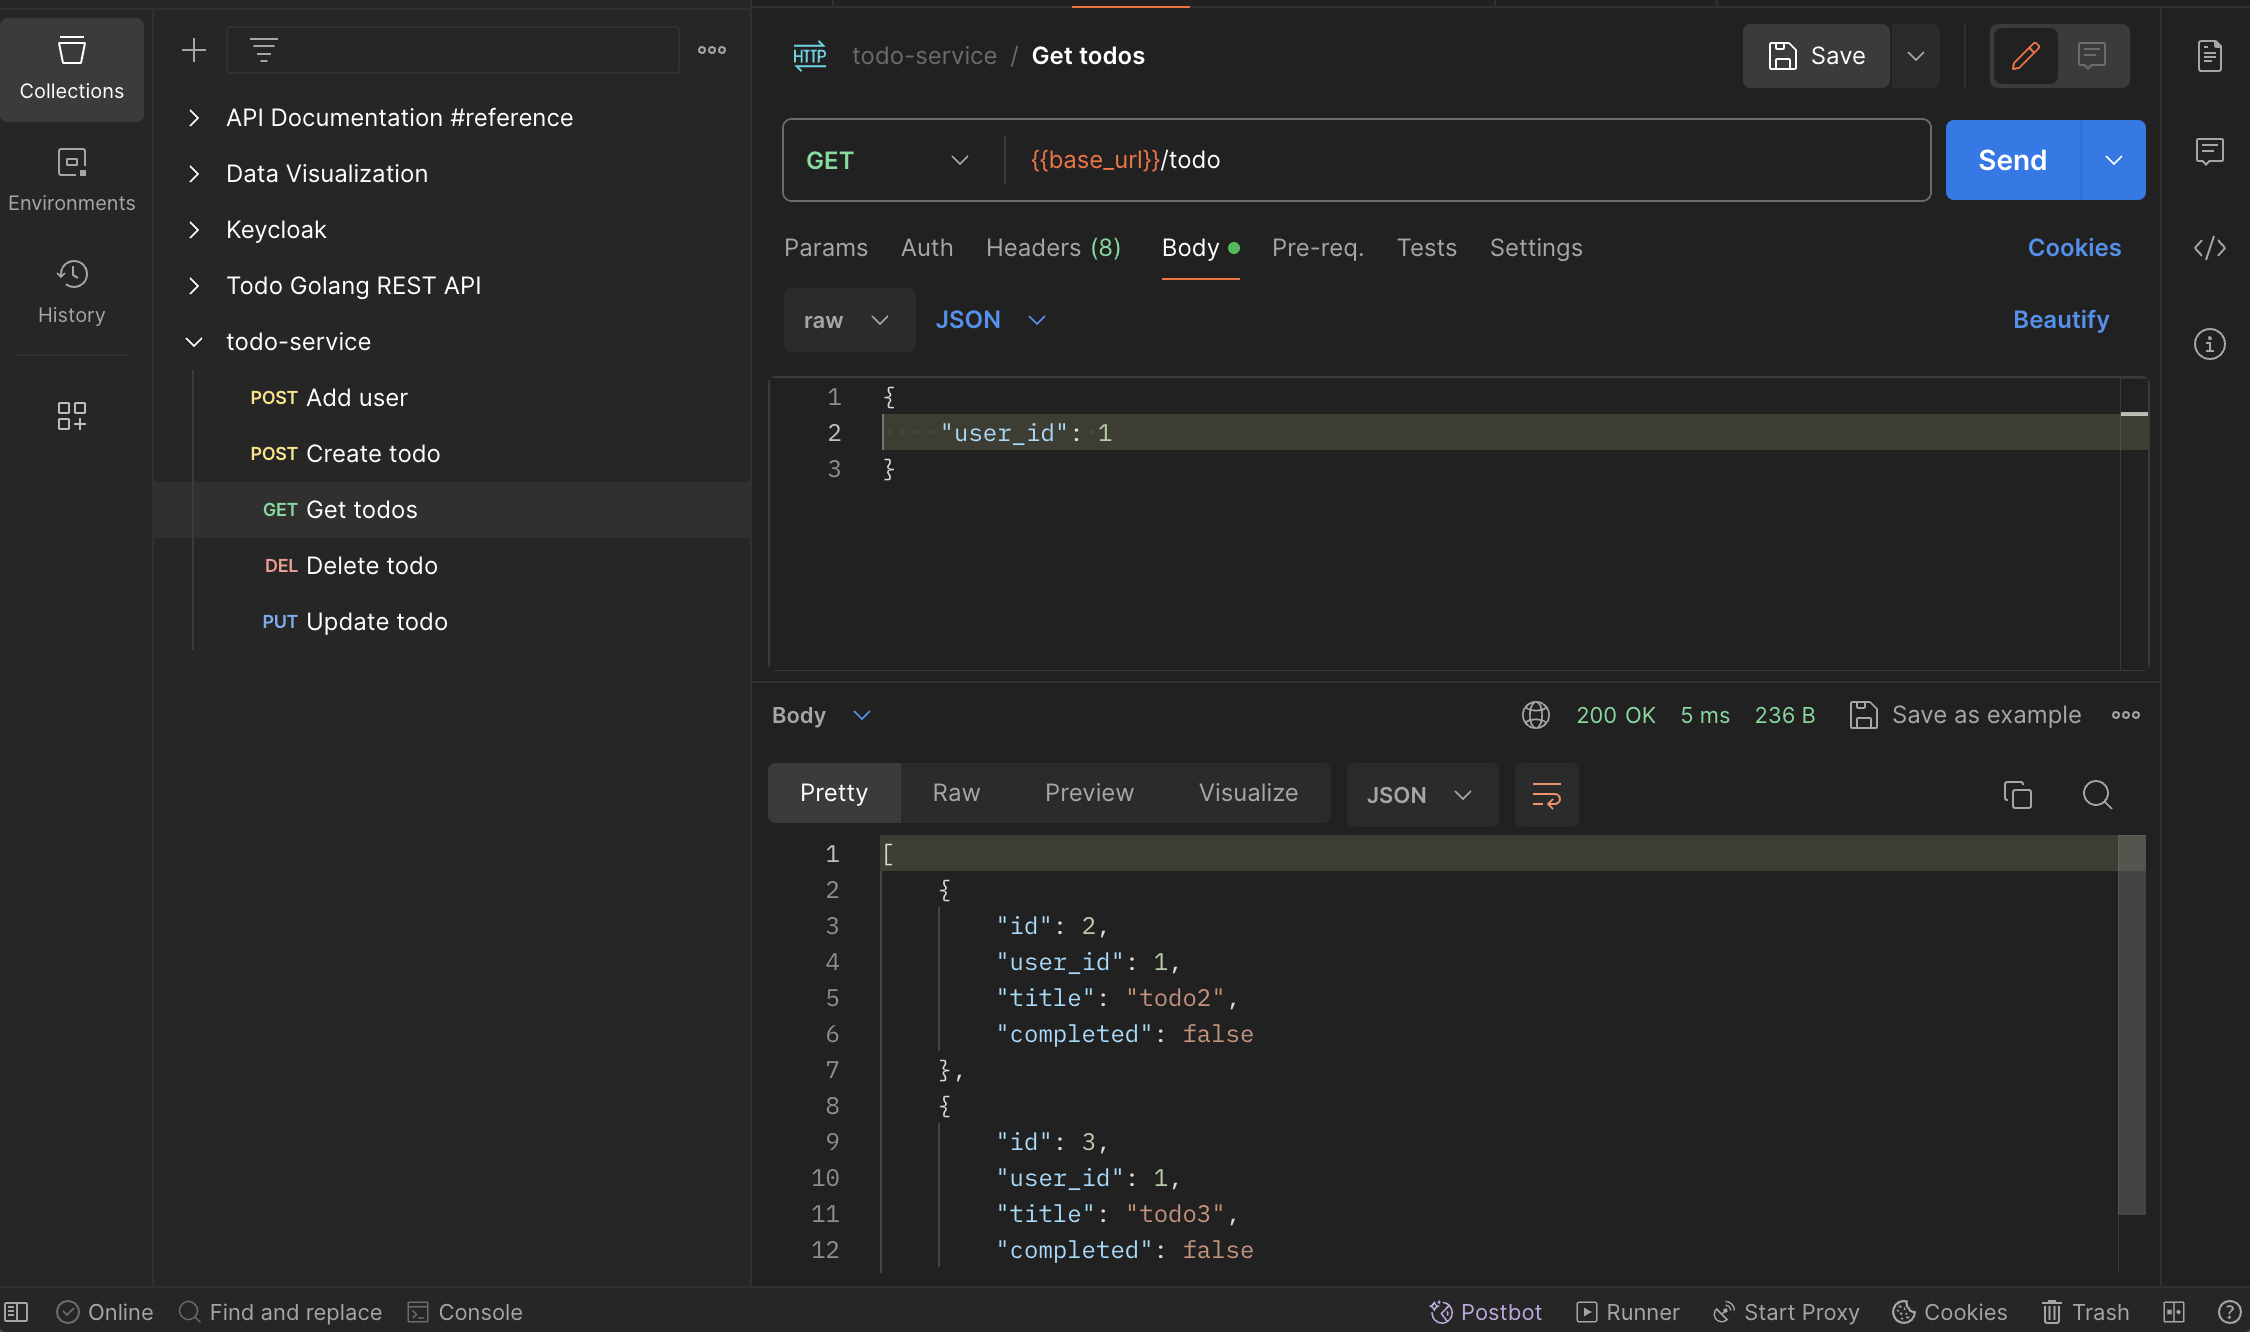 Collections
Environments
History
API Documentation #reference
Data Visualization
Keycloak
Todo Golang REST API
todo-service
POST Add user
POST Create todo
GET Get todos
DEL Delete todo
PUT Update todo
HTTP todo-service / Get todos
Save
GET {{base_url}}/todo
Send
Params Auth Headers (8) Body Pre-req. Tests Settings Cookies
raw JSON Beautify
1 {
2 "user_id": 1
3 }
Body 200 OK 5 ms 236 B Save as example
Pretty Raw Preview Visualize JSON
1 [
2 {
3 "id": 2,
4 "user_id": 1,
5 "title": "todo2",
6 "completed": false
7 },
8 {
9 "id": 3,
10 "user_id": 1,
11 "title": "todo3",
12 "completed": false
Online Find and replace Console Postbot Runner Start Proxy Cookies Trash